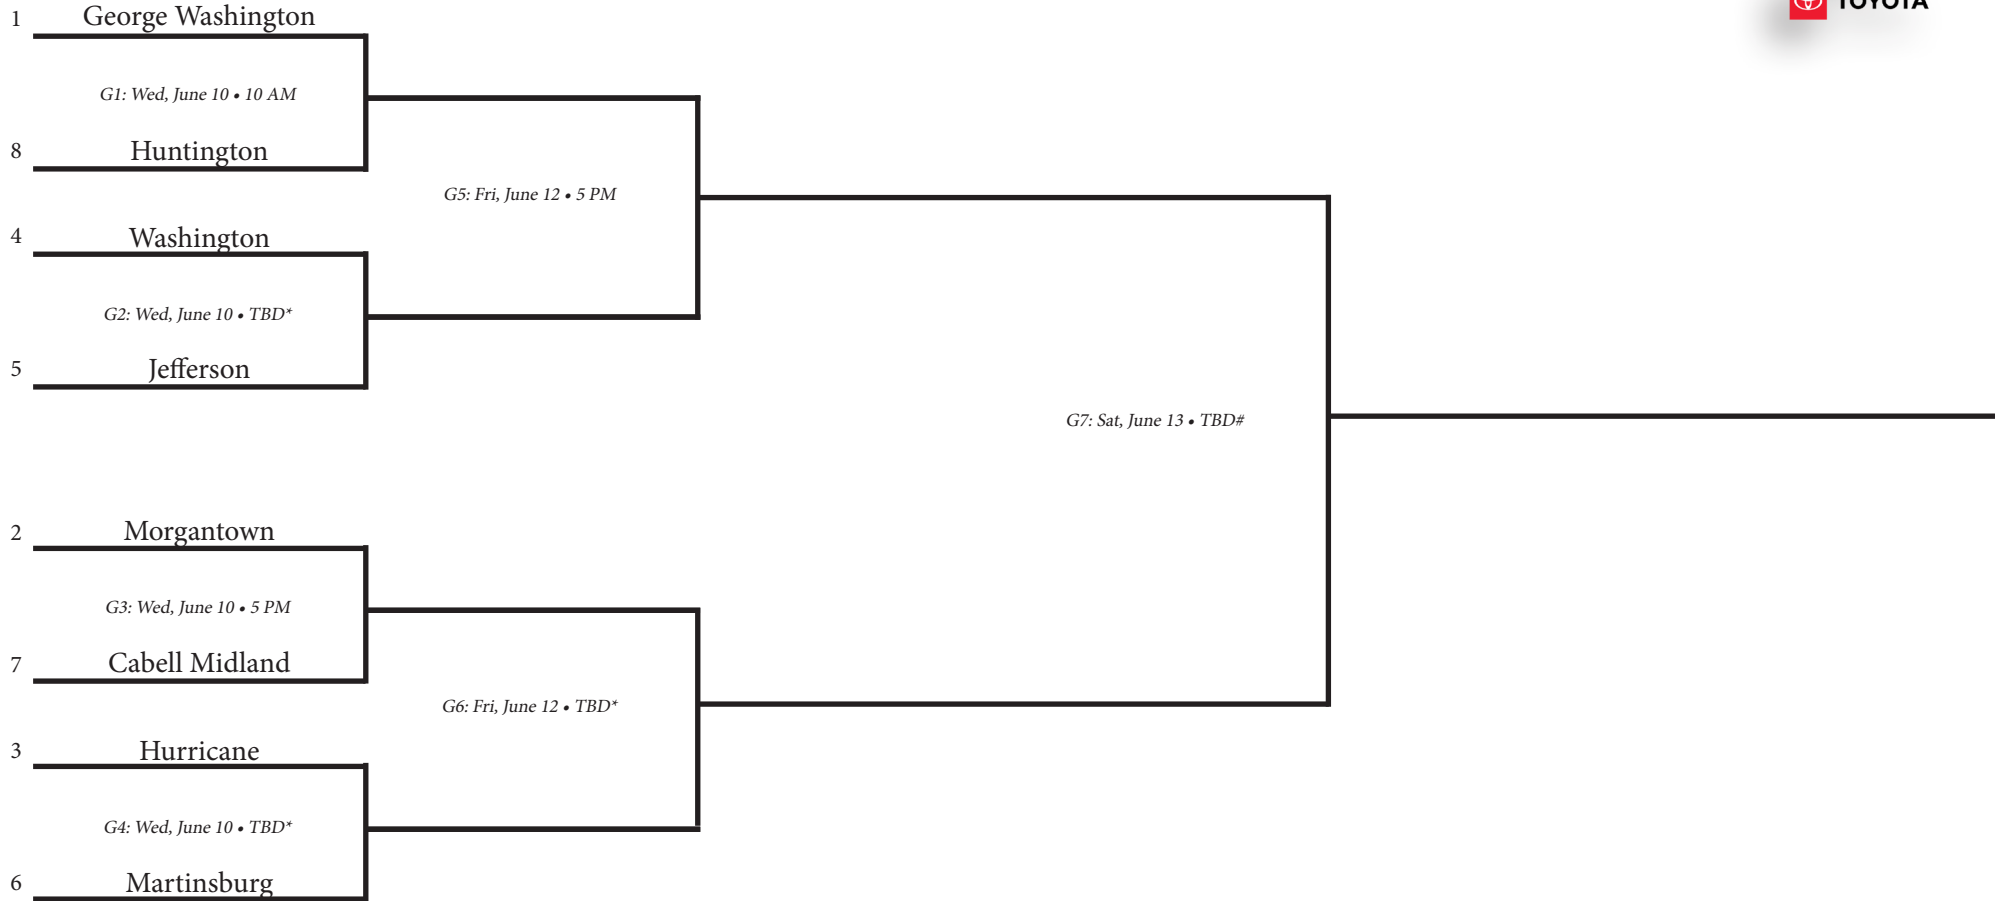 TOYOTA
1 George Washington
G1: Wed, June 10 • 10 AM
8 Huntington
G5: Fri, June 12 • 5 PM
4 Washington
G2: Wed, June 10 • TBD*
5 Jefferson
G7: Sat, June 13 • TBD#
2 Morgantown
G3: Wed, June 10 • 5 PM
7 Cabell Midland
G6: Fri, June 12 • TBD*
3 Hurricane
G4: Wed, June 10 • TBD*
6 Martinsburg